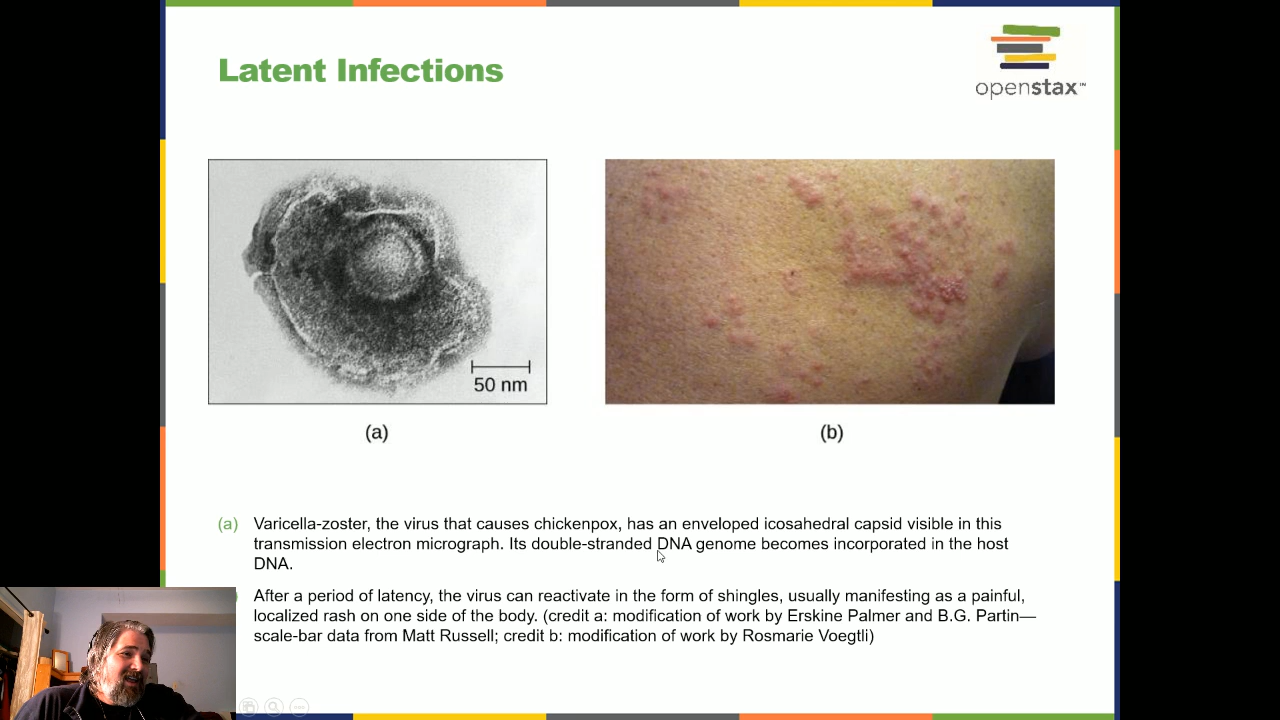 Latent Infections
openstax™
50 nm
(a)
(b)
(a) Varicella-zoster, the virus that causes chickenpox, has an enveloped icosahedral capsid visible in this
transmission electron micrograph. Its double-stranded DNA genome becomes incorporated in the host
DNA.
After a period of latency, the virus can reactivate in the form of shingles, usually manifesting as a painful,
localized rash on one side of the body. (credit a: modification of work by Erskine Palmer and B.G. Partin—
scale-bar data from Matt Russell; credit b: modification of work by Rosmarie Voegtli)